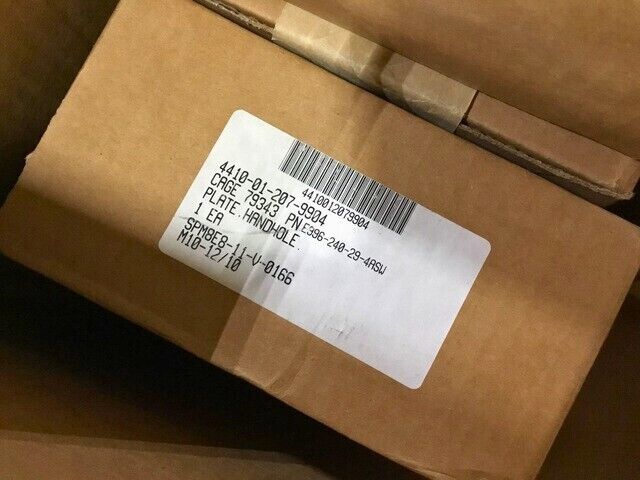 4410012079904
4410-01-207-9904
CAGE 79343 PN E396-240-29-4ASW
PLATE, HANDHOLE
1 EA
SPM8E8-11-V-0166
M10-12/10